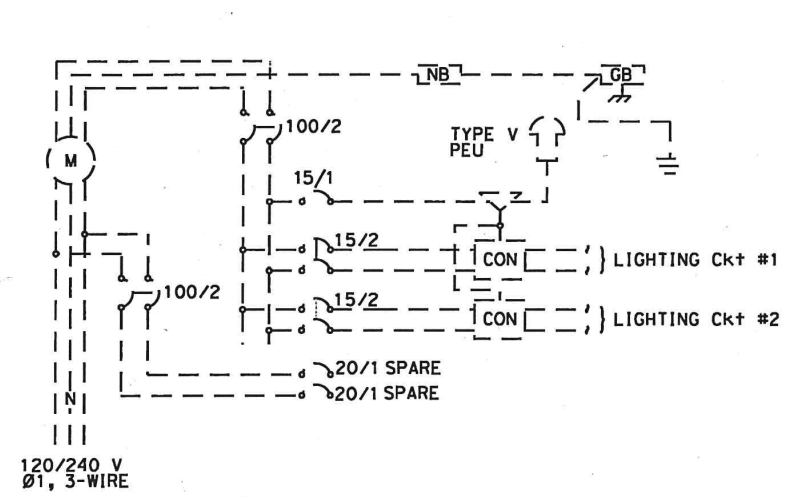 NB
GB
100/2
TYPE V
PEU
M
15/1
15/2
CON
LIGHTING Ckt #1
100/2
15/2
CON
LIGHTING Ckt #2
20/1 SPARE
20/1 SPARE
N
120/240 V
Ø1, 3-WIRE